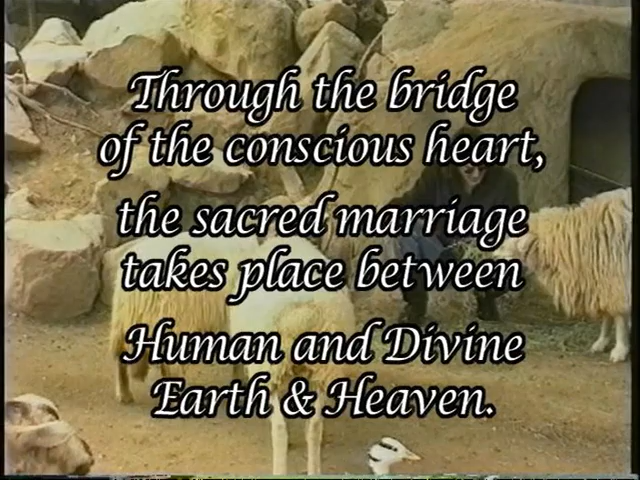 Through the bridge
of the conscious heart,
the sacred marriage
takes place between
Human and Divine
Earth & Heaven.